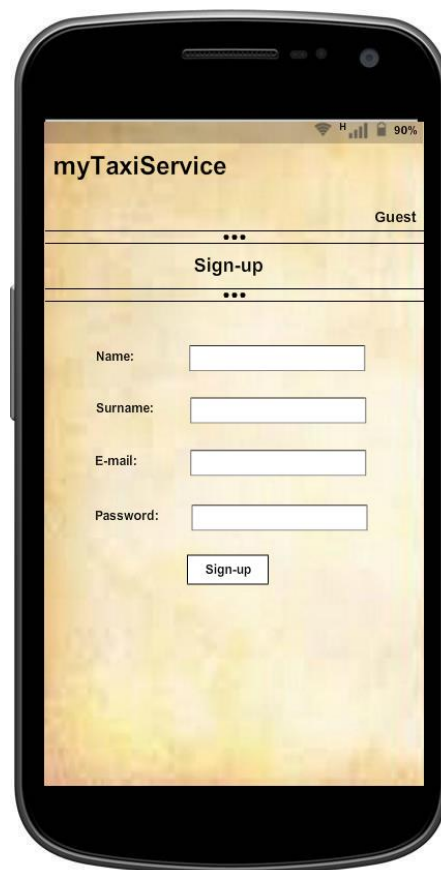 H 90%
myTaxiService
Guest
Sign-up
Name:
Surname:
E-mail:
Password:
Sign-up